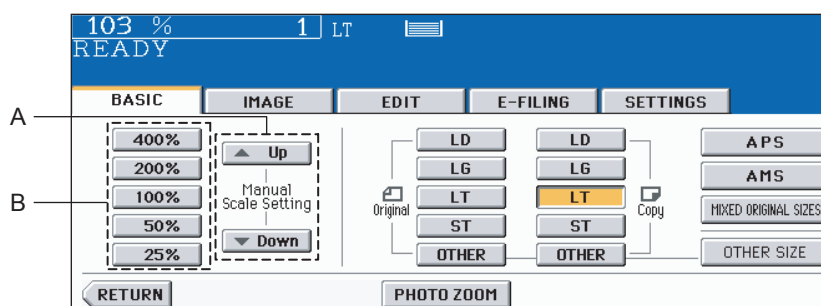 103 % 1 LT
READY
BASIC IMAGE EDIT E-FILING SETTINGS
A
B
400%
200%
100%
50%
25%
Up
Manual
Scale Setting
Down
Original
LD
LG
LT
ST
OTHER
LD
LG
LT
ST
OTHER
Copy
APS
AMS
MIXED ORIGINAL SIZES
OTHER SIZE
RETURN PHOTO ZOOM